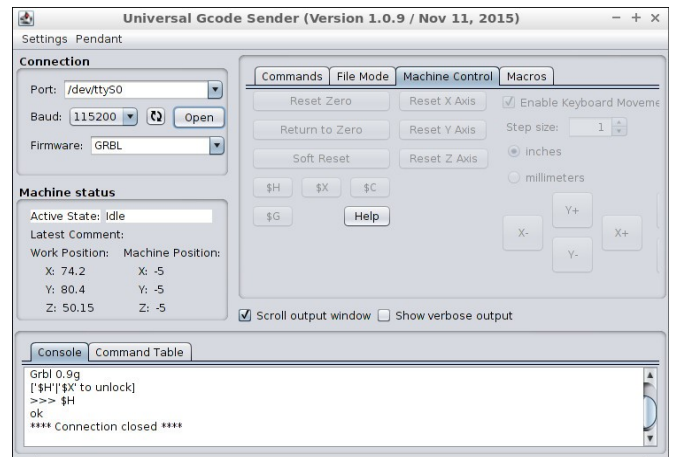 Universal Gcode Sender (Version 1.0.9 / Nov 11, 2015)
Settings Pendant
Connection
Port: /dev/ttyS0
Baud: 115200 Open
Firmware: GRBL
Machine status
Active State: Idle
Latest Comment:
Work Position: Machine Position:
X: 74.2 X: -5
Y: 80.4 Y: -5
Z: 50.15 Z: -5
Commands File Mode Machine Control Macros
Reset Zero Reset X Axis Enable Keyboard Moveme
Return to Zero Reset Y Axis Step size: 1
Soft Reset Reset Z Axis inches
millimeters
$H $X $C
$G Help
Y+
X- X+
Y-
Scroll output window Show verbose output
Console Command Table
Grbl 0.9g
['$H'|'$X' to unlock]
>>> $H
ok
**** Connection closed ****